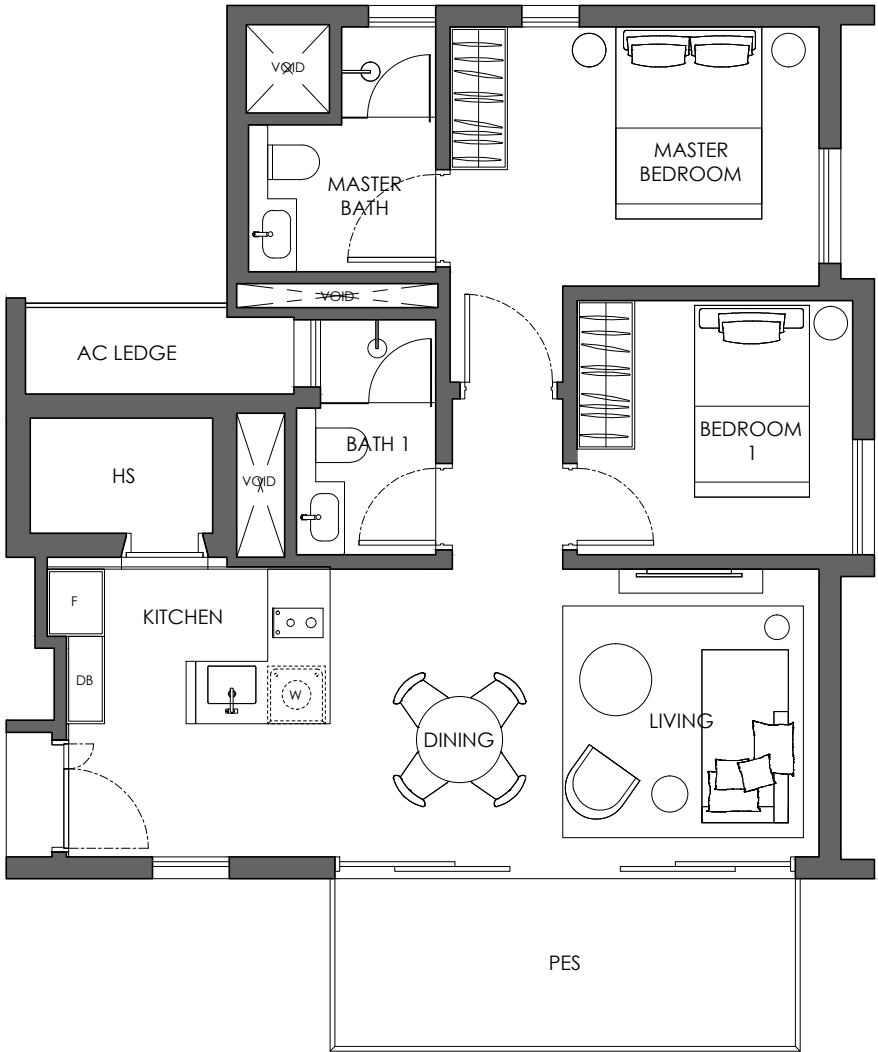 VOID
MASTER
BEDROOM
MASTER
BATH
VOID
AC LEDGE
BEDROOM
1
BATH 1
HS
VOID
F
KITCHEN
DB
W
DINING
LIVING
PES